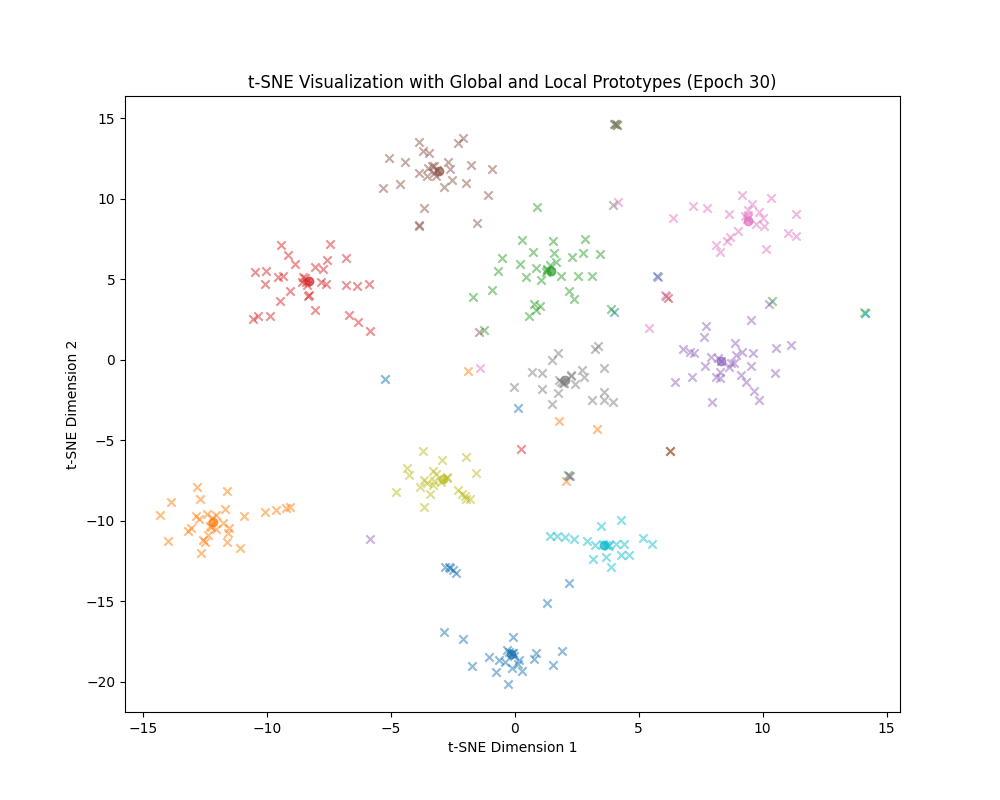 t-SNE Visualization with Global and Local Prototypes (Epoch 30)
15
10
5
0
−5
−10
−15
−20
t-SNE Dimension 2
−15 −10 −5 0 5 10 15
t-SNE Dimension 1